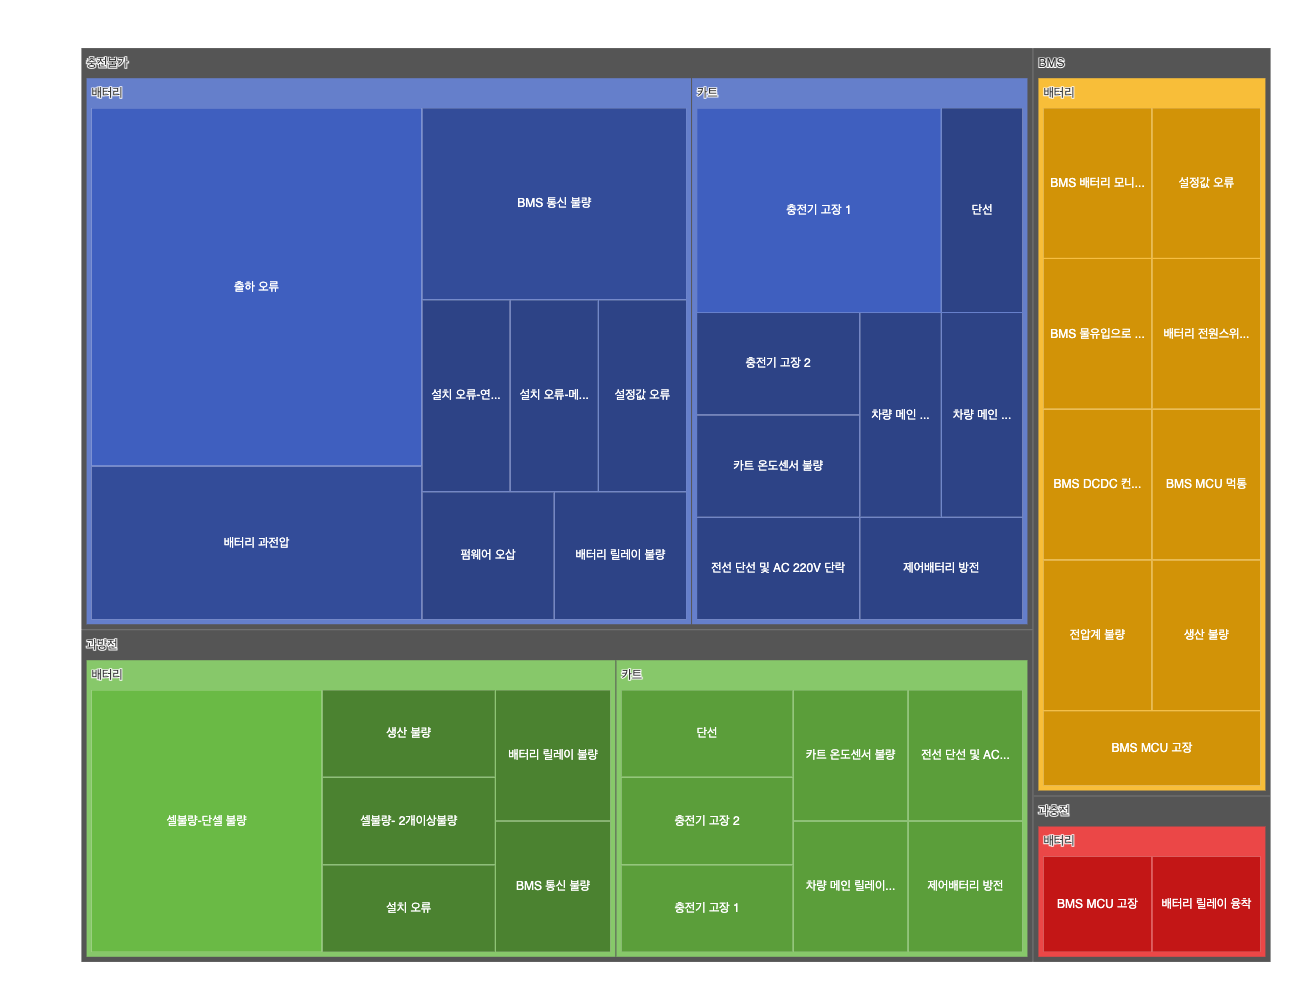 충전불가
배터리
출하 오류
배터리 과전압
BMS 통신 불량
설치 오류-연...
설치 오류-메...
설정값 오류
펌웨어 오삽
배터리 릴레이 불량
카트
충전기 고장 1
단선
충전기 고장 2
카트 온도센서 불량
차량 메인 ...
차량 메인 ...
전선 단선 및 AC 220V 단락
제어배터리 방전
과방전
배터리
셀불량-단셀 불량
생산 불량
셀불량- 2개이상불량
설치 오류
배터리 릴레이 불량
BMS 통신 불량
카트
단선
충전기 고장 2
충전기 고장 1
카트 온도센서 불량
전선 단선 및 AC...
차량 메인 릴레이...
제어배터리 방전
BMS
배터리
BMS 배터리 모니...
설정값 오류
BMS 물유입으로 ...
배터리 전원스위...
BMS DCDC 컨...
BMS MCU 먹통
전압계 불량
생산 불량
BMS MCU 고장
과충전
배터리
BMS MCU 고장
배터리 릴레이 융착